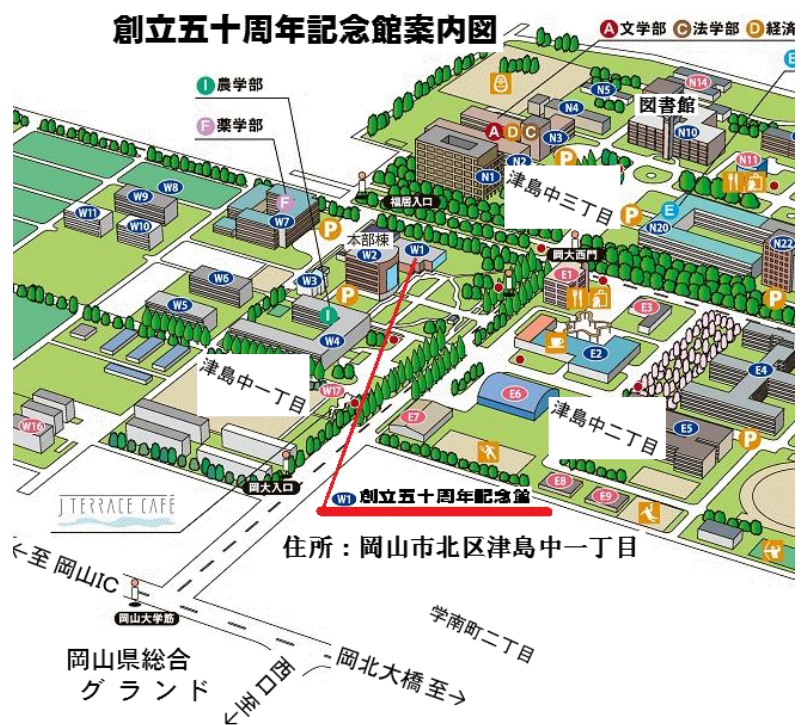 創立五十周年記念館案内図
A 文学部 C 法学部 D 経済
E
I 農学部
F 薬学部
N14
N5
図書館
N4
A D C
N3
N10
N2
N1
P
N11
W8
W9
F
W11
W10
W7
福居入口
津島中三丁目
P
P
E
N20
N22
本部棟
W1
W2
岡大西門
W6
W3
E1
P
P
W5
I
E3
W4
E2
E4
津島中一丁目
W17
E6
E7
津島中二丁目
E5
W16
P
岡大入口
E8
E9
J TERRACE CAFÉ
W1 創立五十周年記念館
住所：岡山市北区津島中一丁目
←至 岡山IC
岡山大学筋
学南町二丁目
岡山県総合
グランド
西口至→
岡北大橋 至→